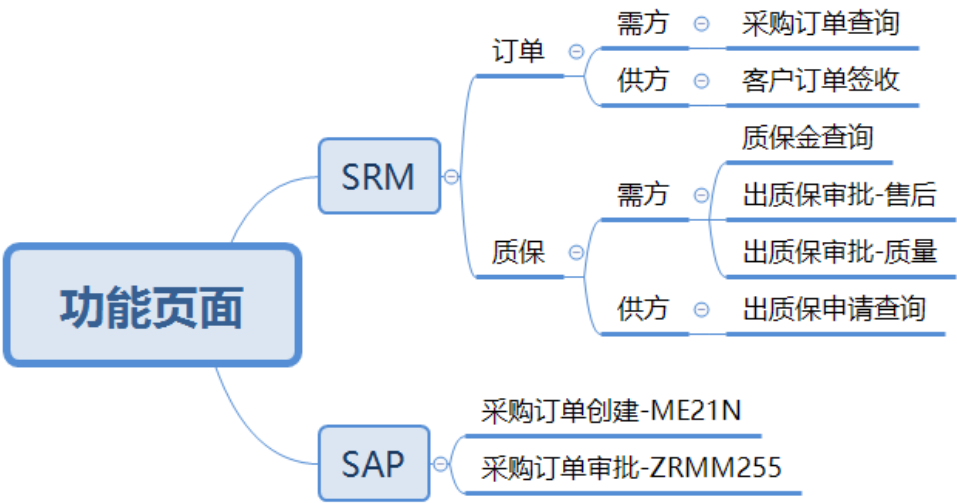 功能页面
SRM
订单
需方
采购订单查询
供方
客户订单签收
质保
需方
质保金查询
出质保审批-售后
出质保审批-质量
供方
出质保申请查询
SAP
采购订单创建-ME21N
采购订单审批-ZRMM255